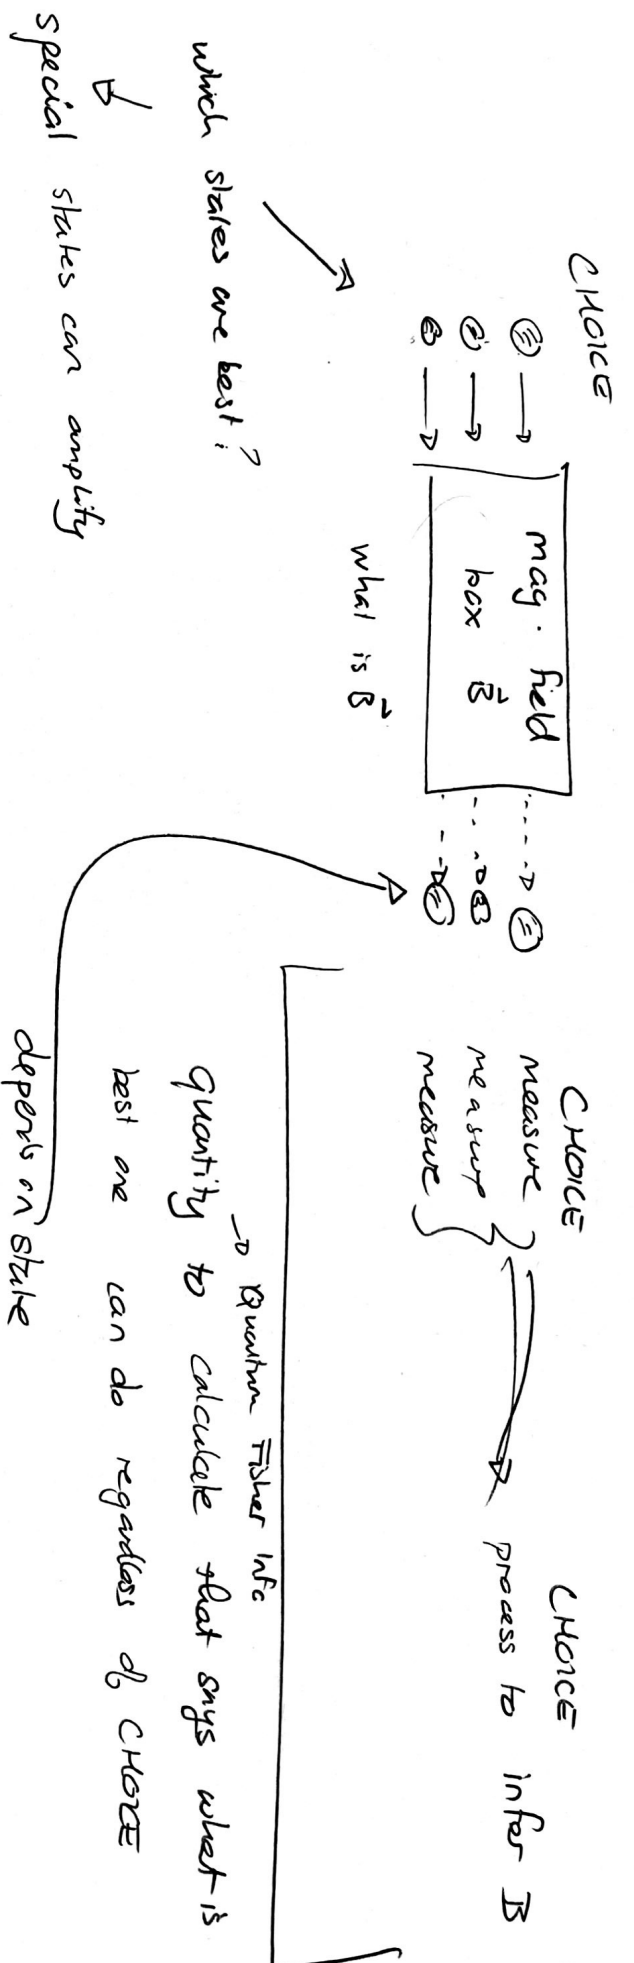 CHOICE
CHOICE
CHOICE
mag. field
box B⃗
what is B⃗
measure
measure
measure
process to infer B
which states are best?
special states can amplify
→ Quantum Fisher Info
quantity to calculate that says what is
best one can do regardless of CHOICE
depends on state